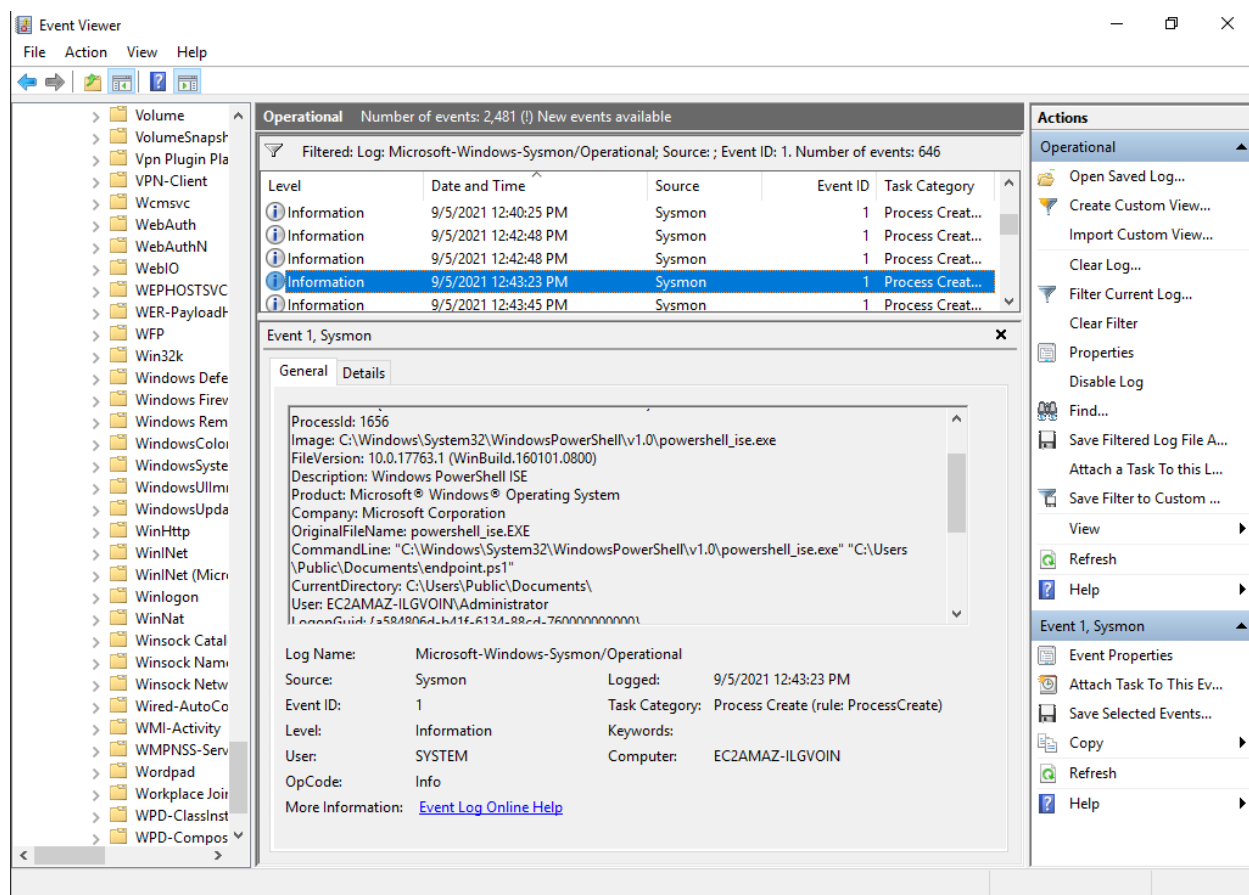 Event Viewer
File Action View Help
Volume
VolumeSnapsh
Vpn Plugin Pla
VPN-Client
Wcmsvc
WebAuth
WebAuthN
WebIO
WEPHOSTSVC
WER-PayloadH
WFP
Win32k
Windows Defe
Windows Firew
Windows Rem
WindowsColor
WindowsSyste
WindowsUIImm
WindowsUpda
WinHttp
WinINet
WinINet (Micro
Winlogon
WinNat
Winsock Catal
Winsock Name
Winsock Netw
Wired-AutoCo
WMI-Activity
WMPNSS-Serv
Wordpad
Workplace Join
WPD-ClassInst
WPD-Compos
Operational Number of events: 2,481 (!) New events available
Filtered: Log: Microsoft-Windows-Sysmon/Operational; Source: ; Event ID: 1. Number of events: 646
Level Date and Time Source Event ID Task Category
Information 9/5/2021 12:40:25 PM Sysmon 1 Process Creat...
Information 9/5/2021 12:42:48 PM Sysmon 1 Process Creat...
Information 9/5/2021 12:42:48 PM Sysmon 1 Process Creat...
Information 9/5/2021 12:43:23 PM Sysmon 1 Process Creat...
Information 9/5/2021 12:43:45 PM Sysmon 1 Process Creat...
Event 1, Sysmon
General Details
ProcessId: 1656
Image: C:\Windows\System32\WindowsPowerShell\v1.0\powershell_ise.exe
FileVersion: 10.0.17763.1 (WinBuild.160101.0800)
Description: Windows PowerShell ISE
Product: Microsoft® Windows® Operating System
Company: Microsoft Corporation
OriginalFileName: powershell_ise.EXE
CommandLine: "C:\Windows\System32\WindowsPowerShell\v1.0\powershell_ise.exe" "C:\Users
\Public\Documents\endpoint.ps1"
CurrentDirectory: C:\Users\Public\Documents\
User: EC2AMAZ-ILGVOIN\Administrator
LogonGuid: {a584806d-b41f-6134-88cd-760000000000}
Log Name: Microsoft-Windows-Sysmon/Operational
Source: Sysmon Logged: 9/5/2021 12:43:23 PM
Event ID: 1 Task Category: Process Create (rule: ProcessCreate)
Level: Information Keywords:
User: SYSTEM Computer: EC2AMAZ-ILGVOIN
OpCode: Info
More Information: Event Log Online Help
Actions
Operational
Open Saved Log...
Create Custom View...
Import Custom View...
Clear Log...
Filter Current Log...
Clear Filter
Properties
Disable Log
Find...
Save Filtered Log File A...
Attach a Task To this L...
Save Filter to Custom ...
View
Refresh
Help
Event 1, Sysmon
Event Properties
Attach Task To This Ev...
Save Selected Events...
Copy
Refresh
Help